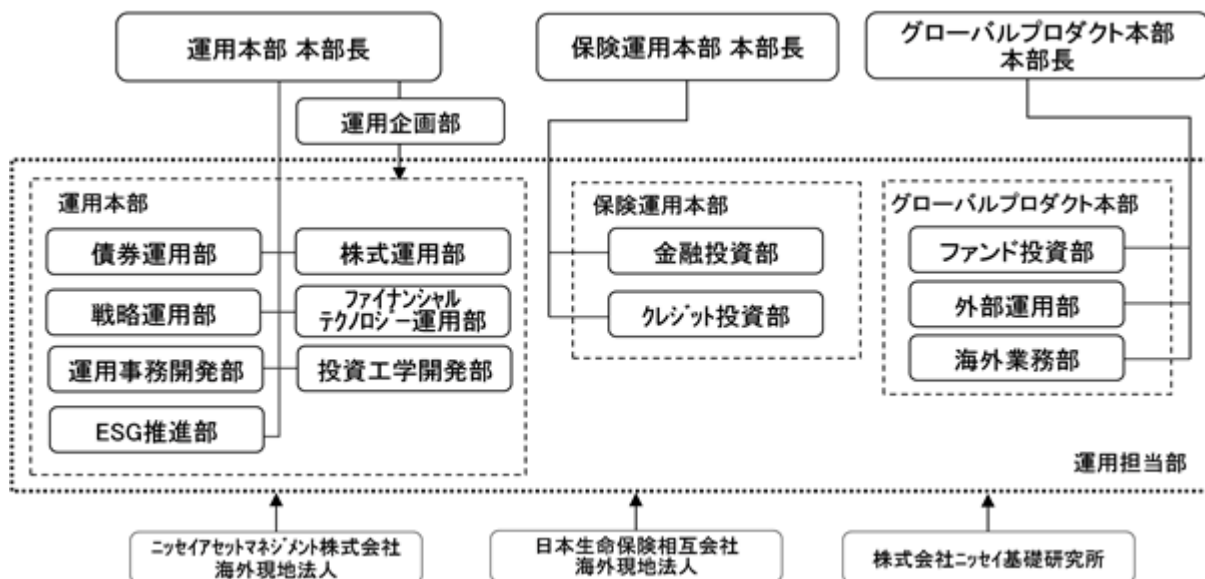 運用本部 本部長
保険運用本部 本部長
グローバルプロダクト本部
本部長
運用企画部
運用本部
債券運用部
株式運用部
戦略運用部
ファイナンシャル
テクノロジー運用部
運用事務開発部
投資工学開発部
ESG推進部
保険運用本部
金融投資部
クレジット投資部
グローバルプロダクト本部
ファンド投資部
外部運用部
海外業務部
運用担当部
ニッセイアセットマネジメント株式会社
海外現地法人
日本生命保険相互会社
海外現地法人
株式会社ニッセイ基礎研究所